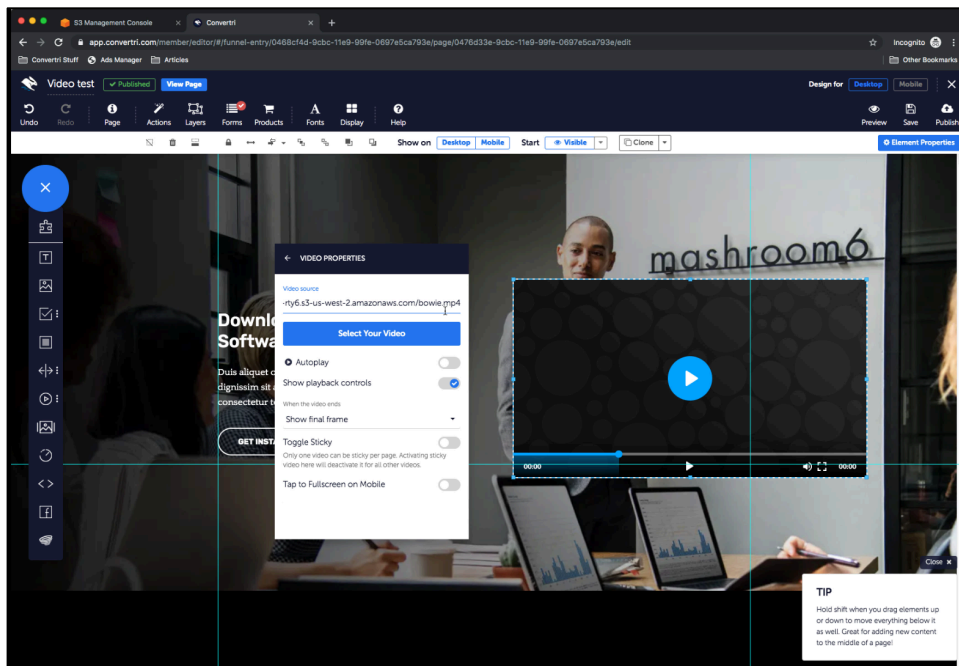 S3 Management Console
Convertri
app.convertri.com/member/editor/#/funnel-entry/0468cf4d-9cbc-11e9-99fe-0697e5ca793e/page/0476d33e-9cbc-11e9-99fe-0697e5ca793e/edit
Incognito
Convertri Stuff
Ads Manager
Articles
Other Bookmarks
Video test
Published
View Page
Design for
Desktop
Mobile
Undo
Redo
Page
Actions
Layers
Forms
Products
Fonts
Display
Help
Preview
Save
Publish
Show on
Desktop
Mobile
Start
Visible
Clone
Element Properties
mashroom6
VIDEO PROPERTIES
Video source
-rty6.s3-us-west-2.amazonaws.com/bowie.mp4
Select Your Video
Autoplay
Show playback controls
When the video ends
Show final frame
Toggle Sticky
Only one video can be sticky per page. Activating sticky
video here will deactivate it for all other videos.
Tap to Fullscreen on Mobile
Downlo
Softwa
Duis aliquet c
dignissim sit a
consectetur t
GET INSTA
00:00
00:00
Close
TIP
Hold shift when you drag elements up
or down to move everything below it
as well. Great for adding new content
to the middle of a page!